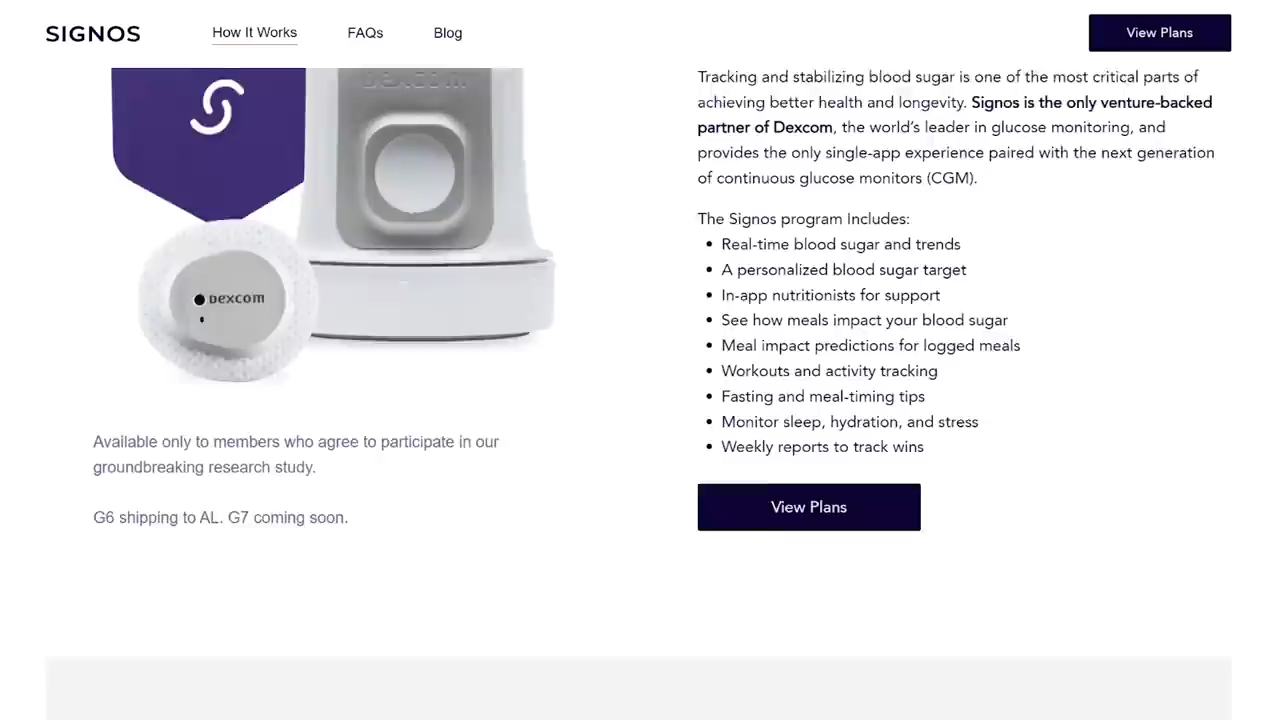 SIGNOS
How It Works
FAQs
Blog
View Plans
DEXCOM
DEXCOM
Available only to members who agree to participate in our
groundbreaking research study.
G6 shipping to AL. G7 coming soon.
Tracking and stabilizing blood sugar is one of the most critical parts of
achieving better health and longevity. Signos is the only venture-backed
partner of Dexcom, the world's leader in glucose monitoring, and
provides the only single-app experience paired with the next generation
of continuous glucose monitors (CGM).
The Signos program includes:
• Real-time blood sugar and trends
• A personalized blood sugar target
• In-app nutritionists for support
• See how meals impact your blood sugar
• Meal impact predictions for logged meals
• Workouts and activity tracking
• Fasting and meal-timing tips
• Monitor sleep, hydration, and stress
• Weekly reports to track wins
View Plans